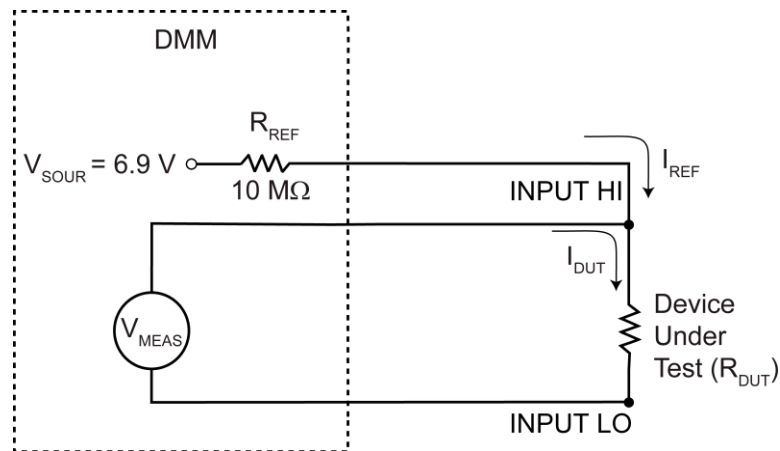 DMM
R_REF
V_SOUR = 6.9 V
10 MΩ
I_REF
INPUT HI
I_DUT
V_MEAS
Device
Under
Test (R_DUT)
INPUT LO